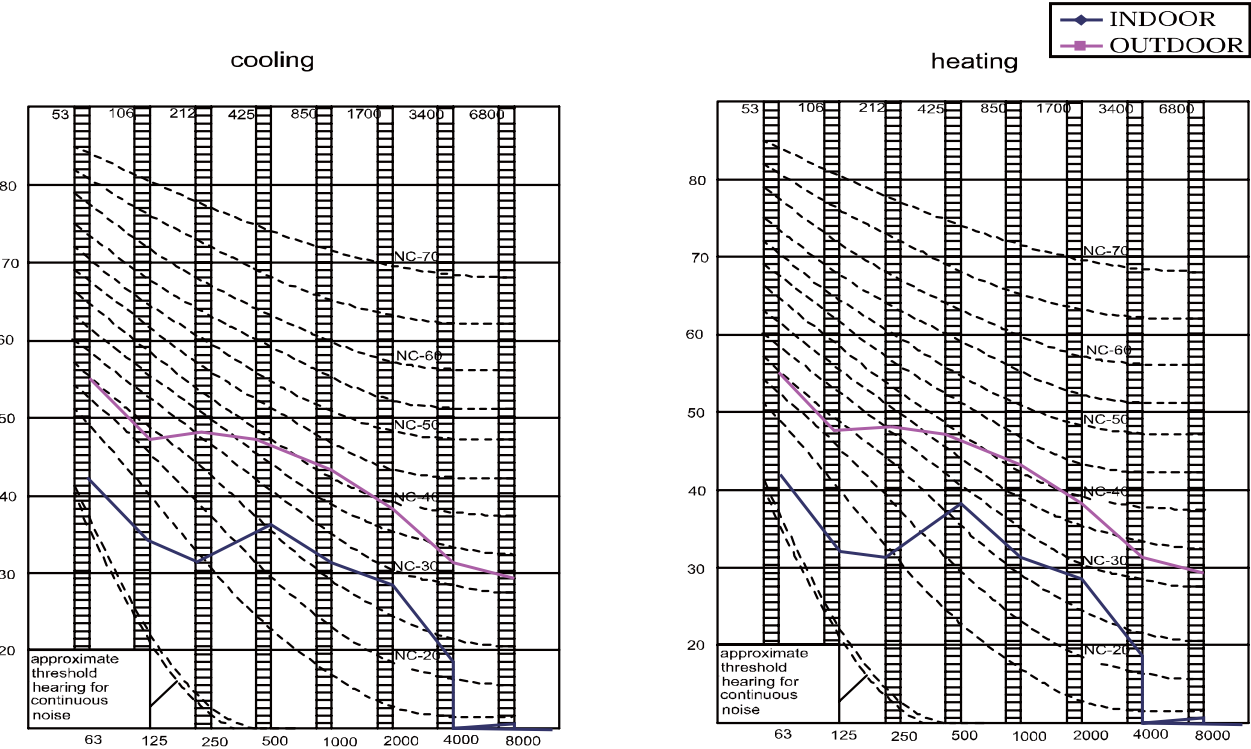 INDOOR
OUTDOOR
cooling
53 106 212 425 850 1700 3400 6800
80
70
60
50
40
30
20
NC-70
NC-60
NC-50
NC-40
NC-30
NC-20
approximate
threshold
hearing for
continuous
noise
63 125 250 500 1000 2000 4000 8000
heating
53 106 212 425 850 1700 3400 6800
80
70
60
50
40
30
20
NC-70
NC-60
NC-50
NC-40
NC-30
NC-20
approximate
threshold
hearing for
continuous
noise
63 125 250 500 1000 2000 4000 8000